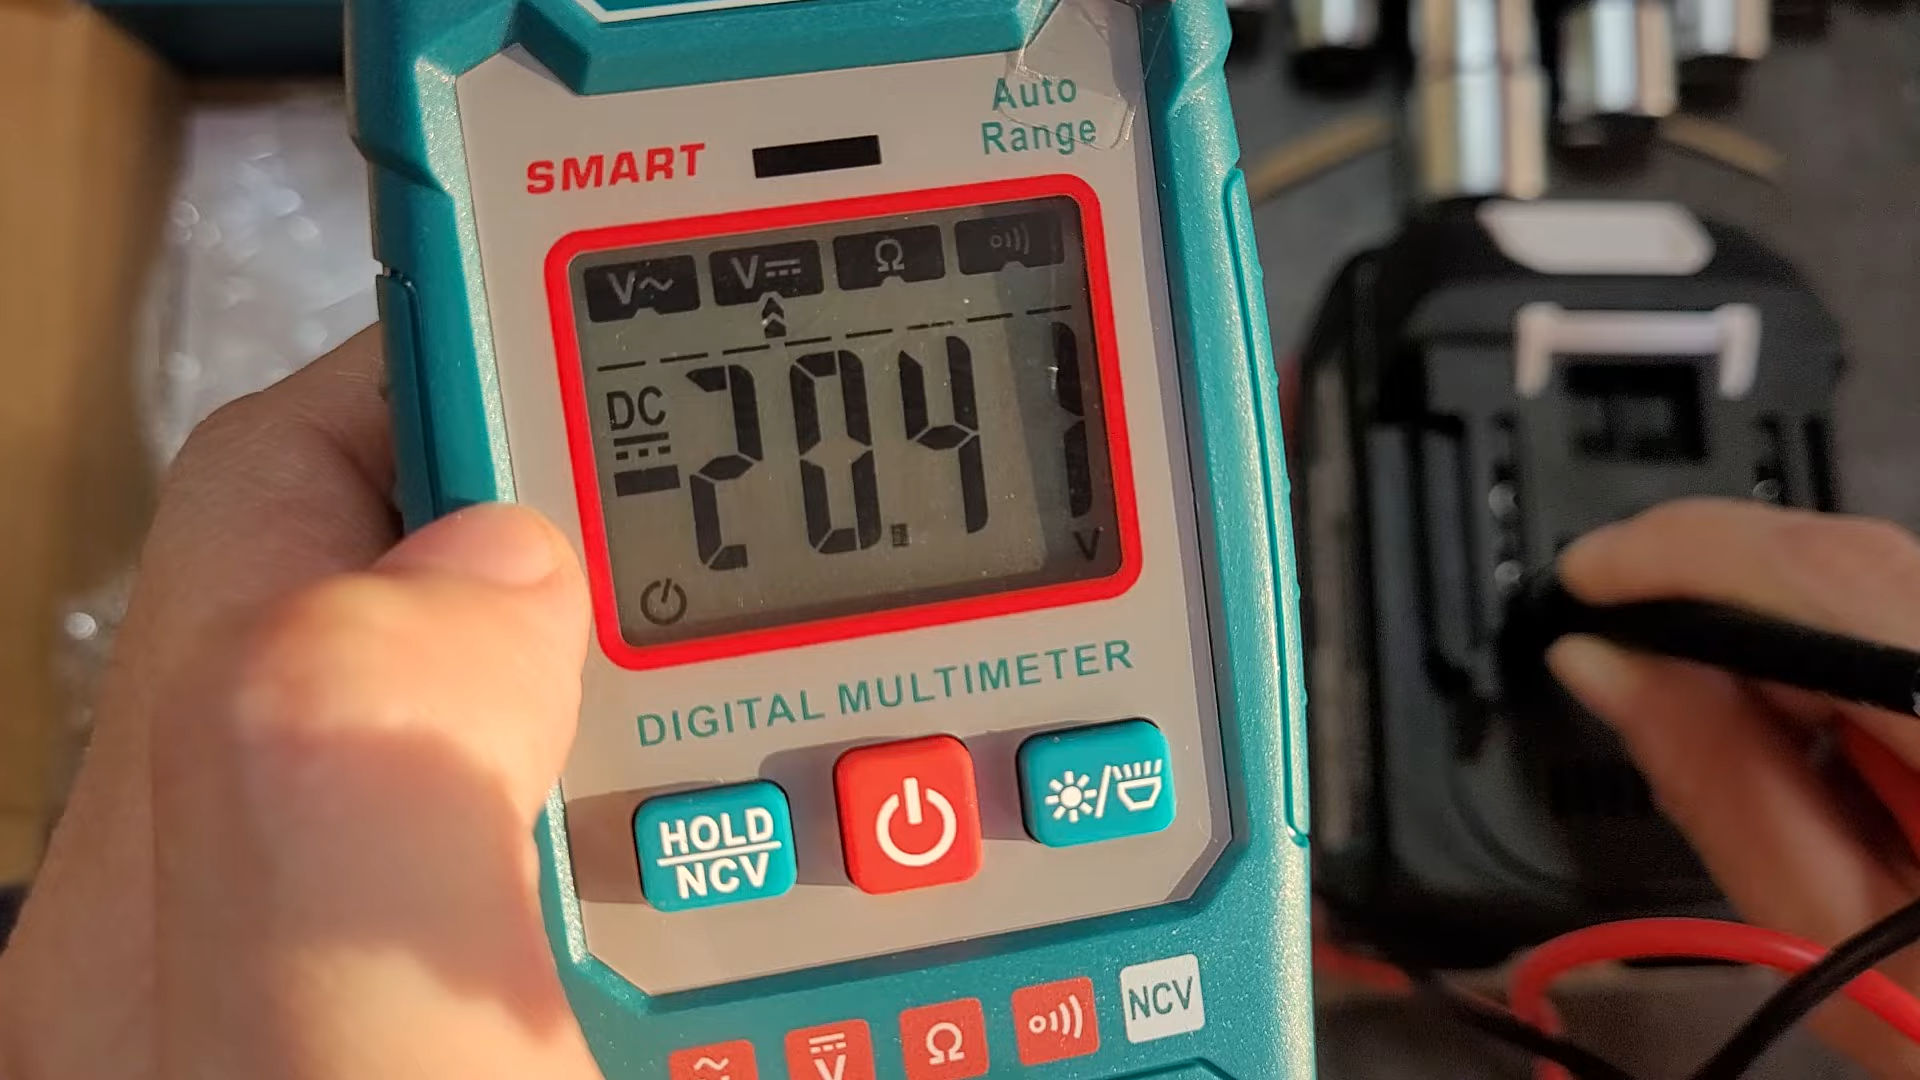 Auto
Range
SMART
V~ V⎓ Ω
DC
-20.41
V
DIGITAL MULTIMETER
HOLD
NCV
/
~ V Ω NCV